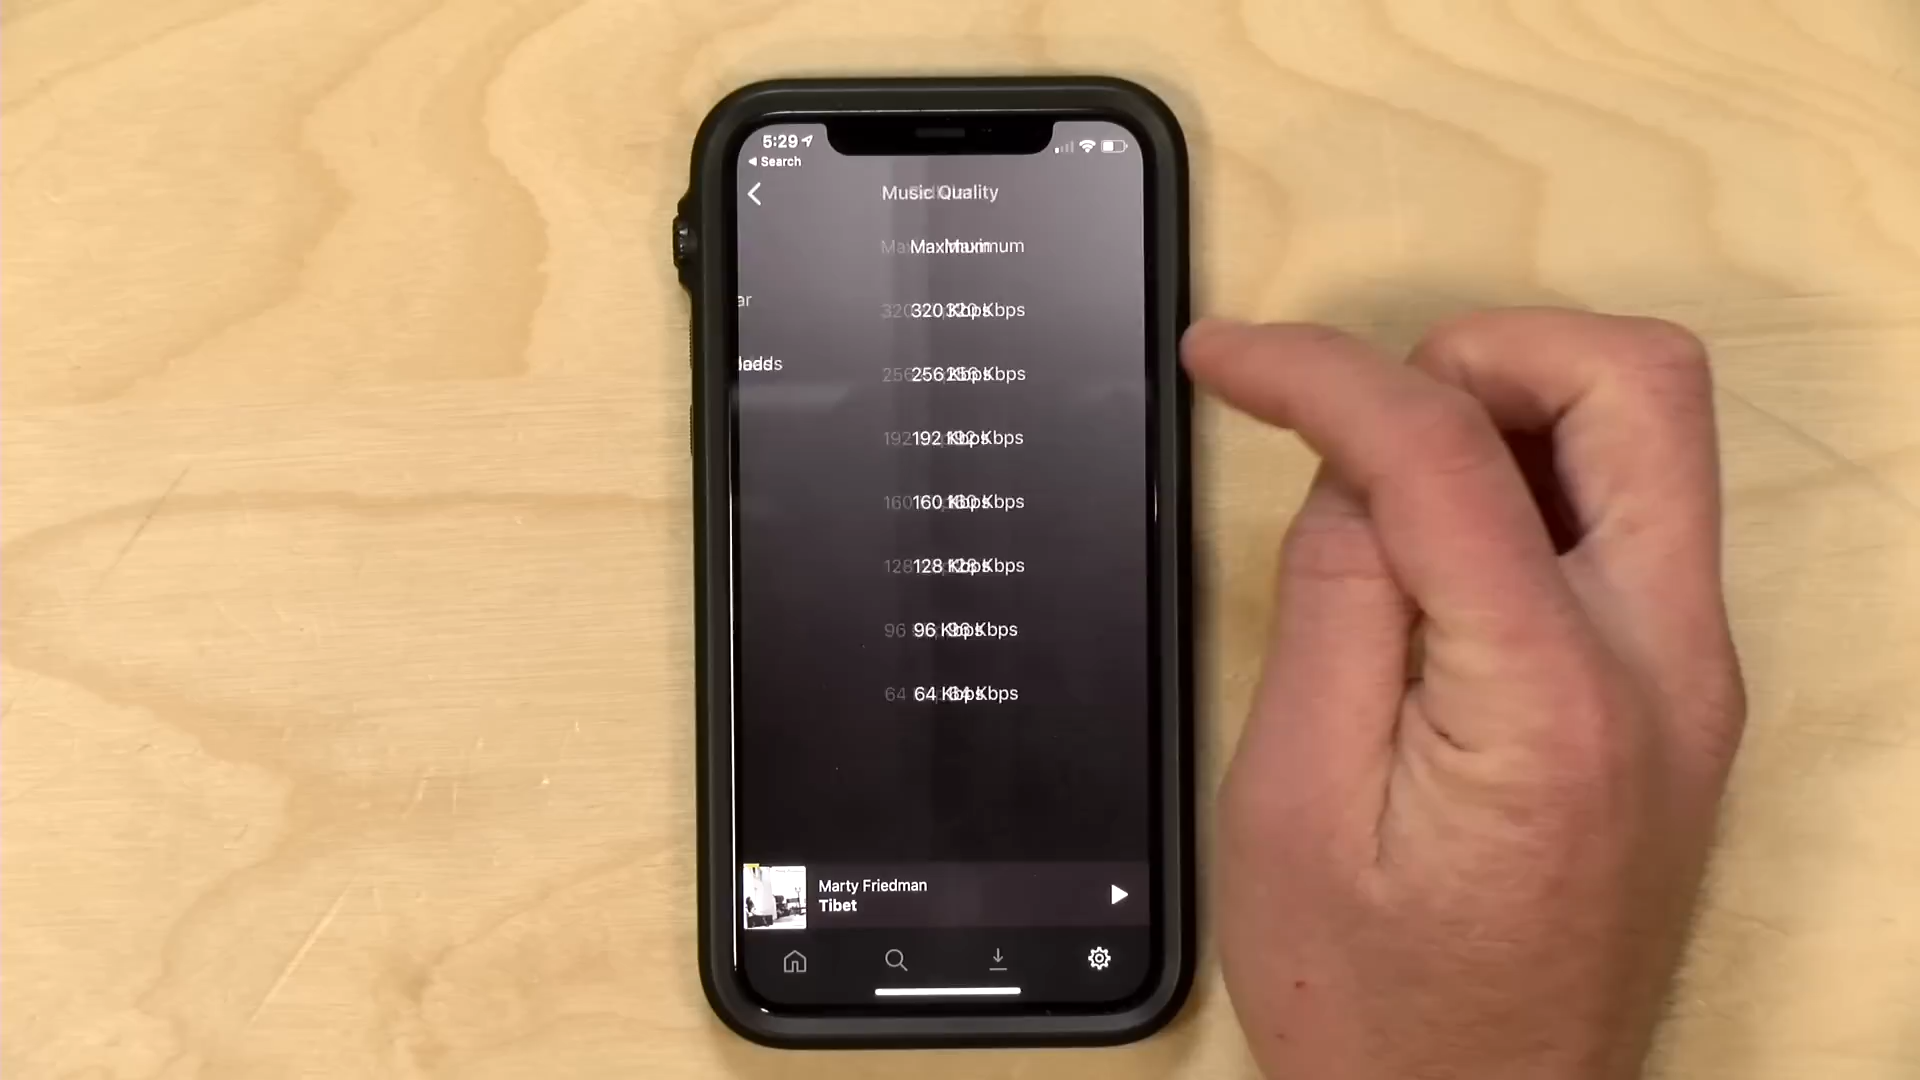 5:29
Search
Music Quality
Maximum
320 Kbps
256 Kbps
192 Kbps
160 Kbps
128 Kbps
96 Kbps
64 Kbps
Marty Friedman
Tibet